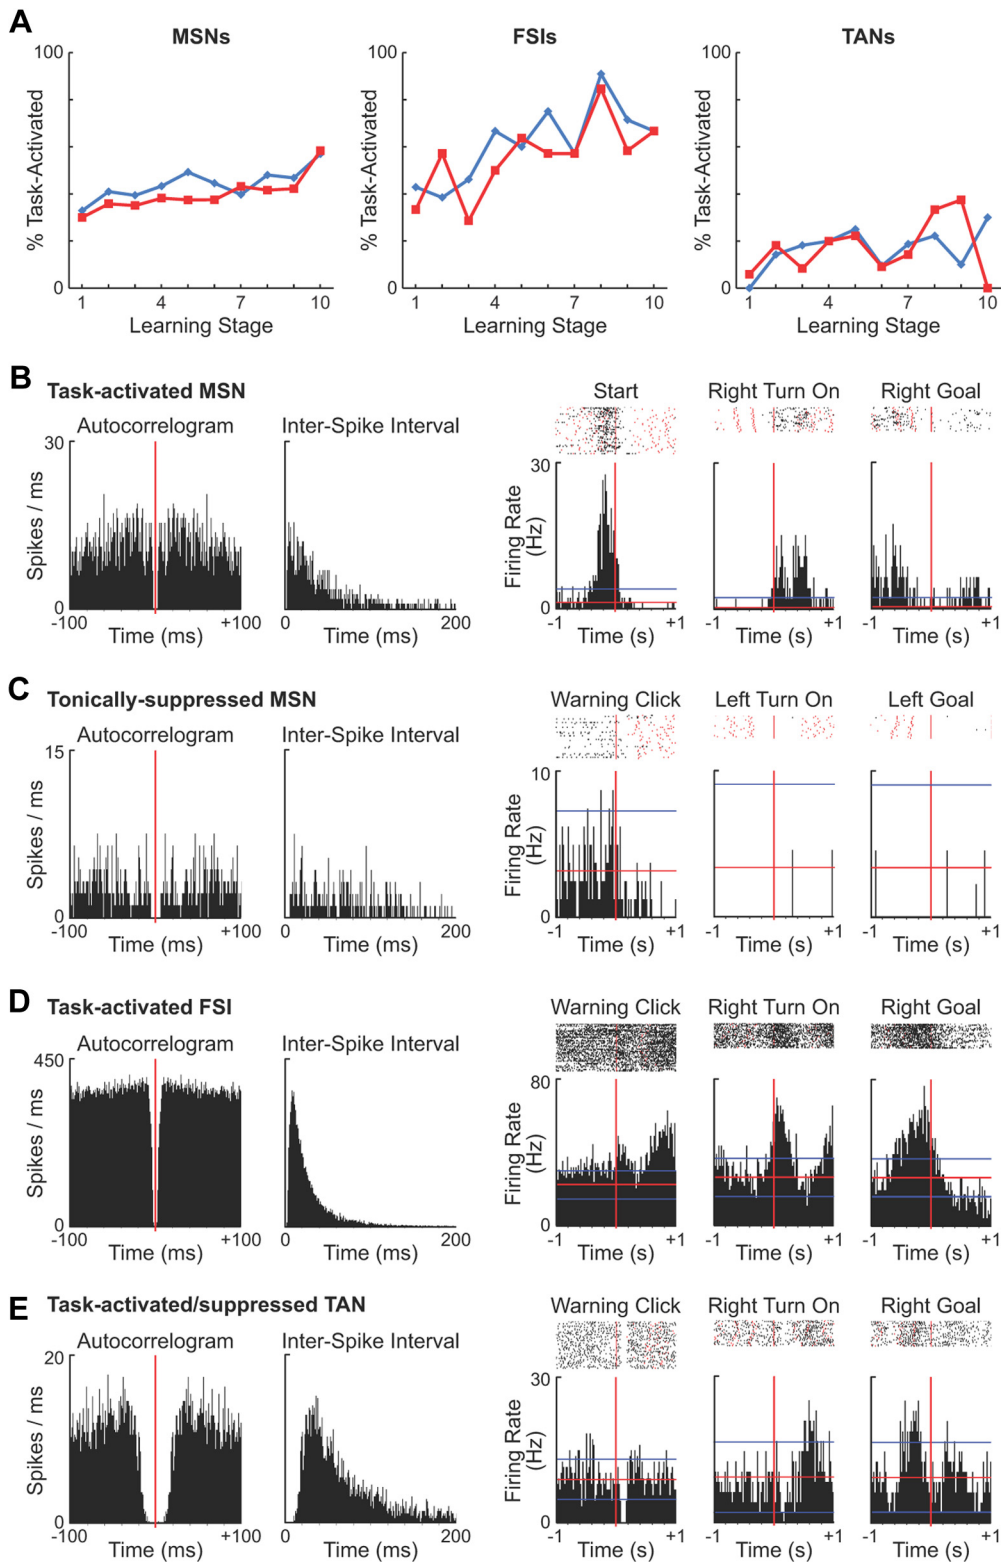 A
MSNs FSIs TANs
100 100 100
% Task-Activated % Task-Activated % Task-Activated
0 0 0
1 4 7 10 1 4 7 10 1 4 7 10
Learning Stage Learning Stage Learning Stage
B Task-activated MSN
Start Right Turn On Right Goal
Autocorrelogram Inter-Spike Interval
30 30
Spikes / ms Firing Rate (Hz)
0 0
-100 +100 0 200 -1 +1 -1 +1 -1 +1
Time (ms) Time (ms) Time (s) Time (s) Time (s)
C Tonically-suppressed MSN
Warning Click Left Turn On Left Goal
Autocorrelogram Inter-Spike Interval
15 10
Spikes / ms Firing Rate (Hz)
0 0
-100 +100 0 200 -1 +1 -1 +1 -1 +1
Time (ms) Time (ms) Time (s) Time (s) Time (s)
D Task-activated FSI
Warning Click Right Turn On Right Goal
Autocorrelogram Inter-Spike Interval
450 80
Spikes / ms Firing Rate (Hz)
0 0
-100 +100 0 200 -1 +1 -1 +1 -1 +1
Time (ms) Time (ms) Time (s) Time (s) Time (s)
E Task-activated/suppressed TAN
Warning Click Right Turn On Right Goal
Autocorrelogram Inter-Spike Interval
20 30
Spikes / ms Firing Rate (Hz)
0 0
-100 +100 0 200 -1 +1 -1 +1 -1 +1
Time (ms) Time (ms) Time (s) Time (s) Time (s)